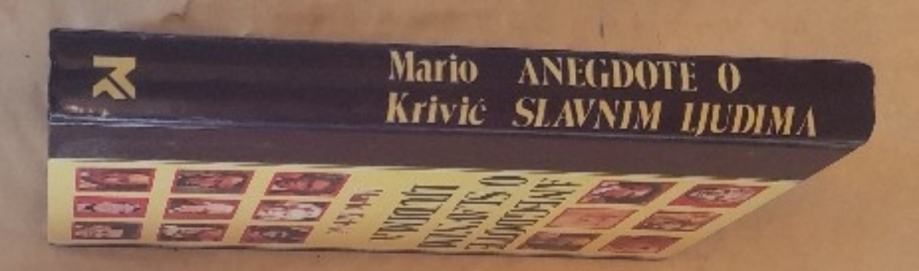 Mario
Krivić
ANEGDOTE O
SLAVNIM LJUDIMA
ANEGDOTE
O SLAVNIM
LJUDIMA